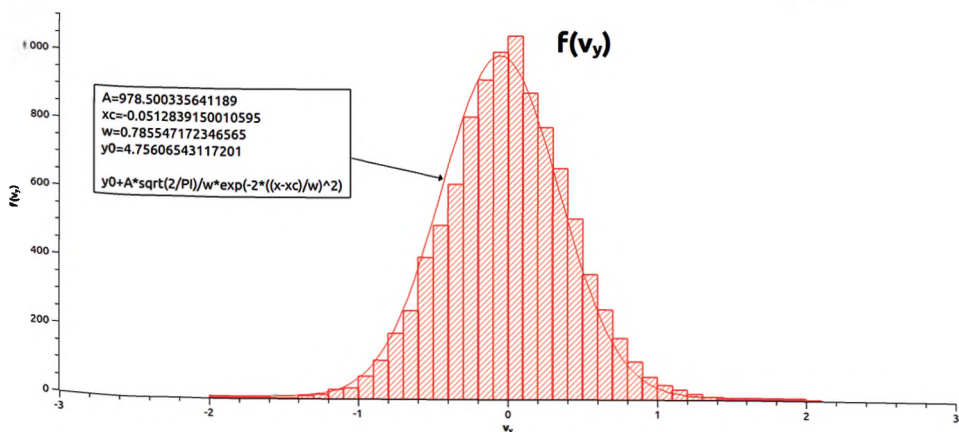 f(vy)
A=978.500335641189
xc=-0.0512839150010595
w=0.785547172346565
y0=4.75606543117201
y0+A*sqrt(2/PI)/w*exp(-2*((x-xc)/w)^2)
f(vy)
000
800
600
400
200
0
-3
-2
-1
0
1
2
3
vy